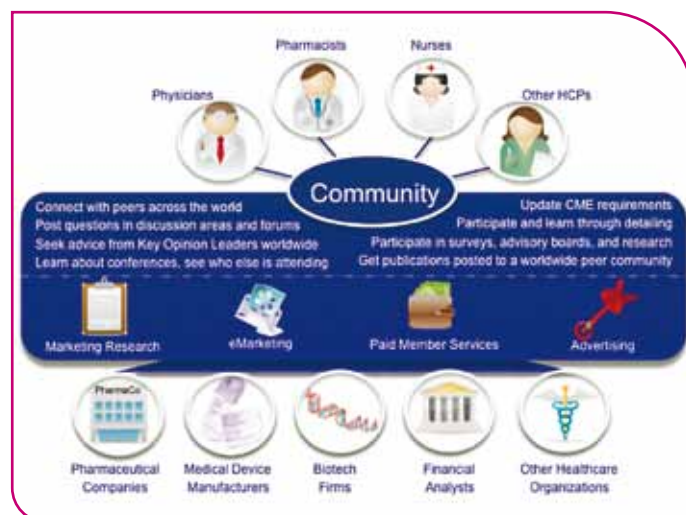 Pharmacists
Nurses
Physicians
Other HCPs
Community
Connect with peers across the world
Post questions in discussion areas and forums
Seek advice from Key Opinion Leaders worldwide
Learn about conferences, see who else is attending
Update CME requirements
Participate and learn through detailing
Participate in surveys, advisory boards, and research
Get publications posted to a worldwide peer community
Marketing Research
eMarketing
Paid Member Services
Advertising
PharmaCo
Pharmaceutical
Companies
Medical Device
Manufacturers
Biotech
Firms
Financial
Analysts
Other Healthcare
Organizations